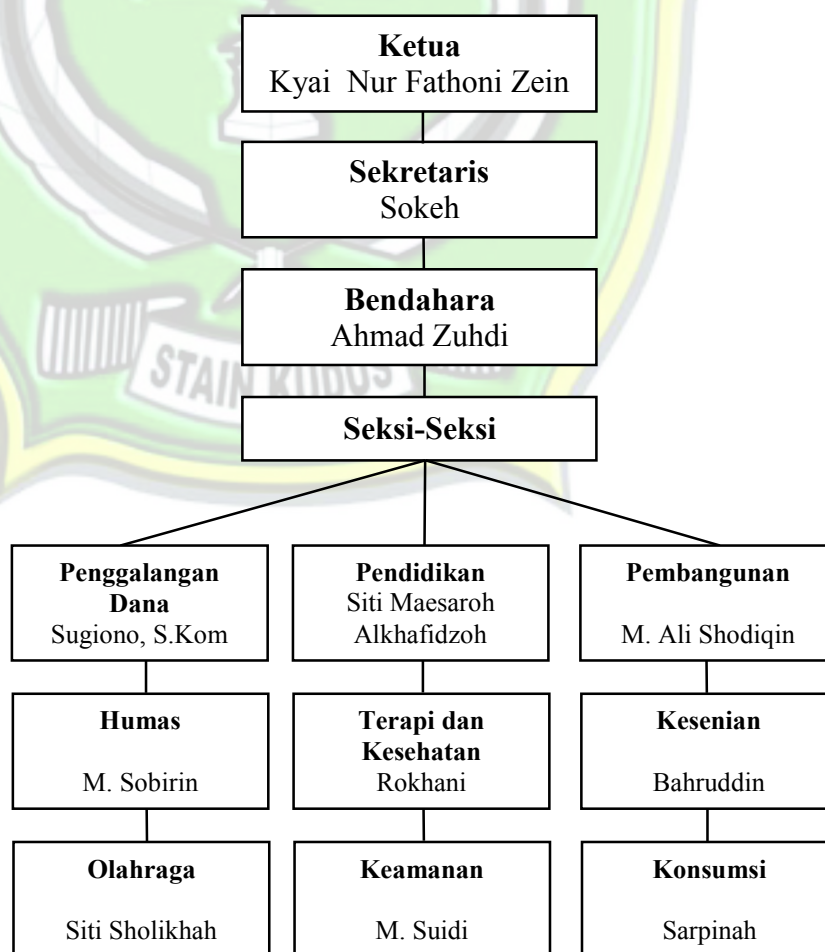 Ketua
Kyai Nur Fathoni Zein
Sekretaris
Sokeh
Bendahara
Ahmad Zuhdi
STAIN KUDUS
Seksi-Seksi
Penggalangan
Dana
Sugiono, S.Kom
Pendidikan
Siti Maesaroh
Alkhafidzoh
Pembangunan
M. Ali Shodiqin
Humas
M. Sobirin
Terapi dan
Kesehatan
Rokhani
Kesenian
Bahruddin
Olahraga
Siti Sholikhah
Keamanan
M. Suidi
Konsumsi
Sarpinah